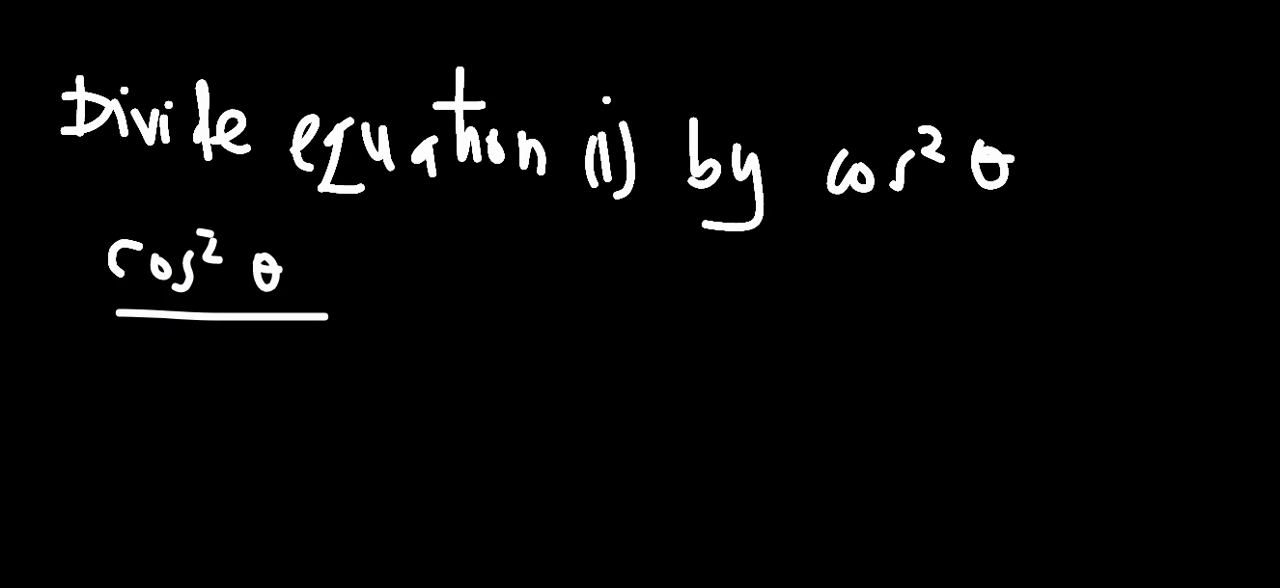 Divide equation (i) by cos² θ
cos² θ